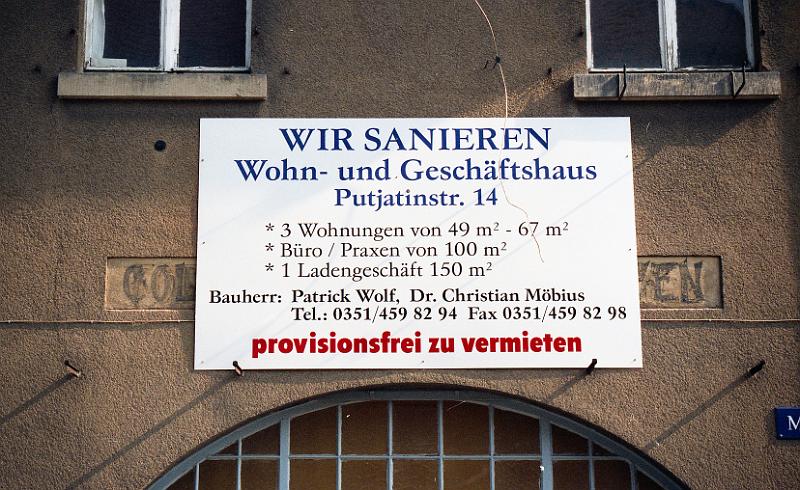 WIR SANIEREN
Wohn- und Geschäftshaus
Putjatinstr. 14
* 3 Wohnungen von 49 m² - 67 m²
* Büro / Praxen von 100 m²
* 1 Ladengeschäft 150 m²
Bauherr: Patrick Wolf, Dr. Christian Möbius
Tel.: 0351/459 82 94 Fax 0351/459 82 98
provisionsfrei zu vermieten